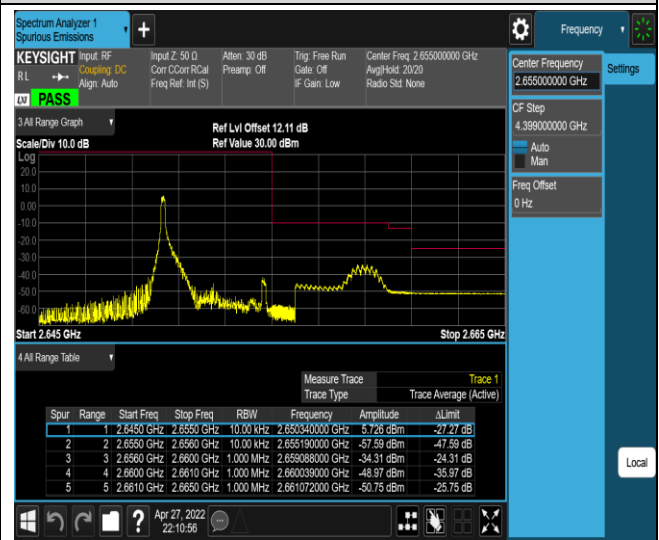 Spectrum Analyzer 1
Spurious Emissions
Frequency
KEYSIGHT Input: RF Input Z: 50 Ω Atten: 30 dB Trig: Free Run Center Freq: 2.655000000 GHz
RL Coupling: DC Corr CCorr RCal Preamp: Off Gate: Off Avg|Hold: 20/20
Align: Auto Freq Ref: Int (S) IF Gain: Low Radio Std: None
LXI PASS
Center Frequency
2.655000000 GHz
Settings
CF Step
4.399000000 GHz
Auto
Man
Freq Offset
0 Hz
3 All Range Graph
Ref Lvl Offset 12.11 dB
Scale/Div 10.0 dB Ref Value 30.00 dBm
Log
20.0
10.0
0.00
-10.0
-20.0
-30.0
-40.0
-50.0
-60.0
Start 2.645 GHz Stop 2.665 GHz
4 All Range Table
Measure Trace Trace 1
Trace Type Trace Average (Active)
Spur Range Start Freq Stop Freq RBW Frequency Amplitude ΔLimit
1 1 2.6450 GHz 2.6550 GHz 10.00 kHz 2.650340000 GHz 5.726 dBm -27.27 dB
2 2 2.6550 GHz 2.6560 GHz 10.00 kHz 2.655190000 GHz -57.59 dBm -47.59 dB
3 3 2.6560 GHz 2.6600 GHz 1.000 MHz 2.659088000 GHz -34.31 dBm -24.31 dB
4 4 2.6600 GHz 2.6610 GHz 1.000 MHz 2.660039000 GHz -48.97 dBm -35.97 dB
5 5 2.6610 GHz 2.6650 GHz 1.000 MHz 2.661072000 GHz -50.75 dBm -25.75 dB
Local
Apr 27, 2022
22:10:56